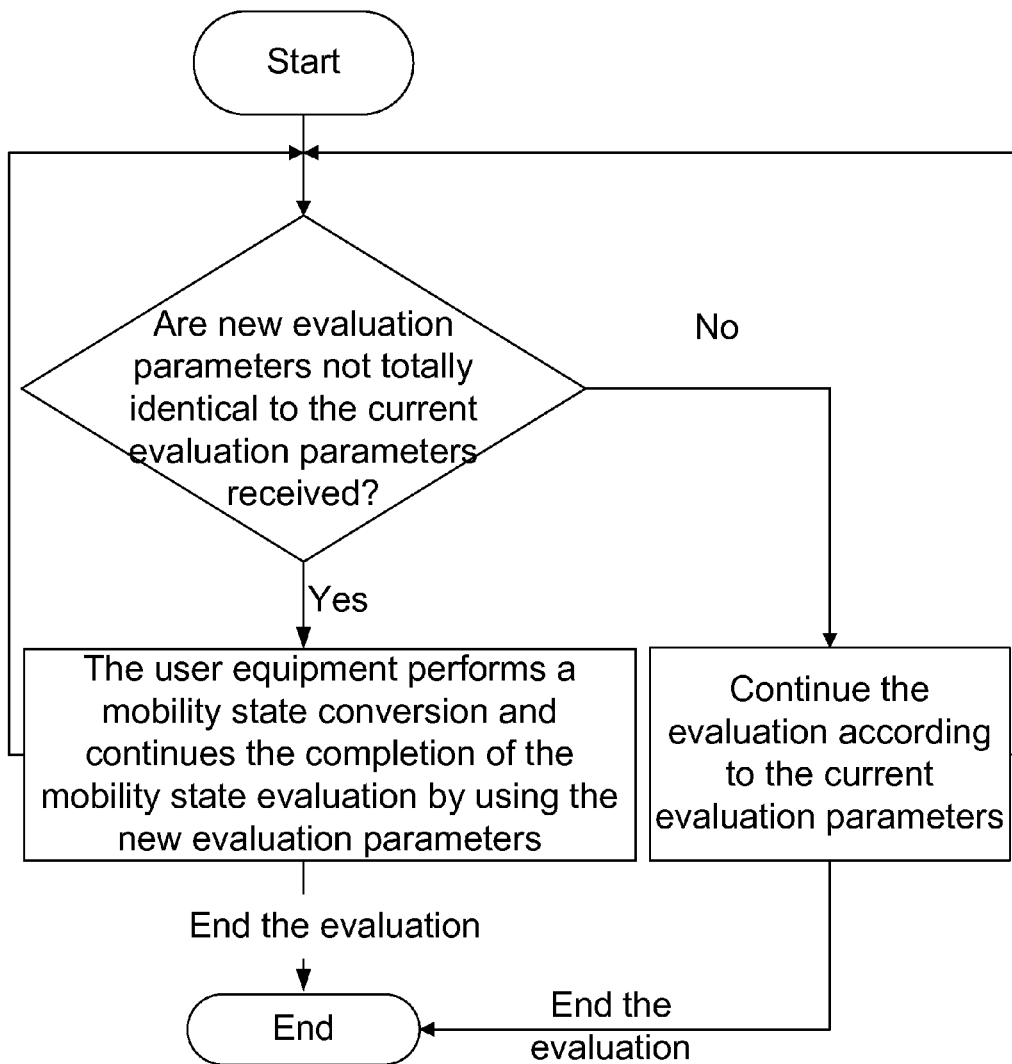 Start
Are new evaluation
parameters not totally
identical to the current
evaluation parameters
received?
No
Yes
The user equipment performs a
mobility state conversion and
continues the completion of the
mobility state evaluation by using the
new evaluation parameters
Continue the
evaluation according
to the current
evaluation parameters
End the evaluation
End
End the
evaluation